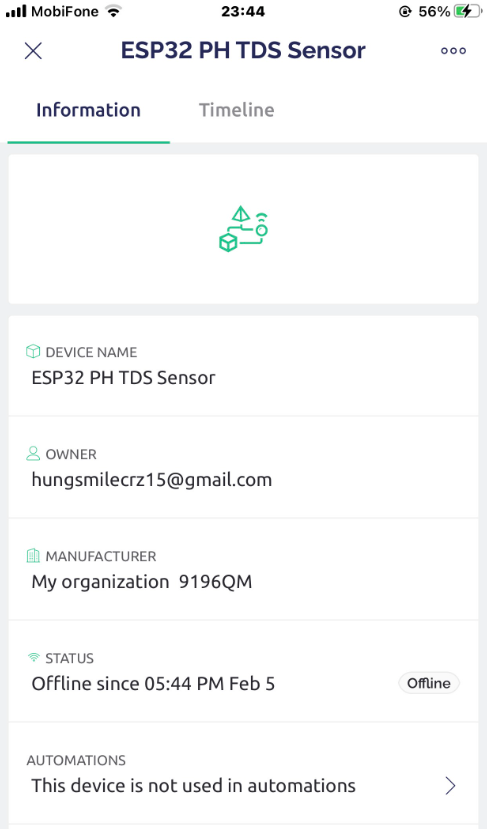 MobiFone 23:44 56%
ESP32 PH TDS Sensor
Information Timeline
DEVICE NAME
ESP32 PH TDS Sensor
OWNER
hungsmilecrz15@gmail.com
MANUFACTURER
My organization 9196QM
STATUS
Offline since 05:44 PM Feb 5 Offline
AUTOMATIONS
This device is not used in automations